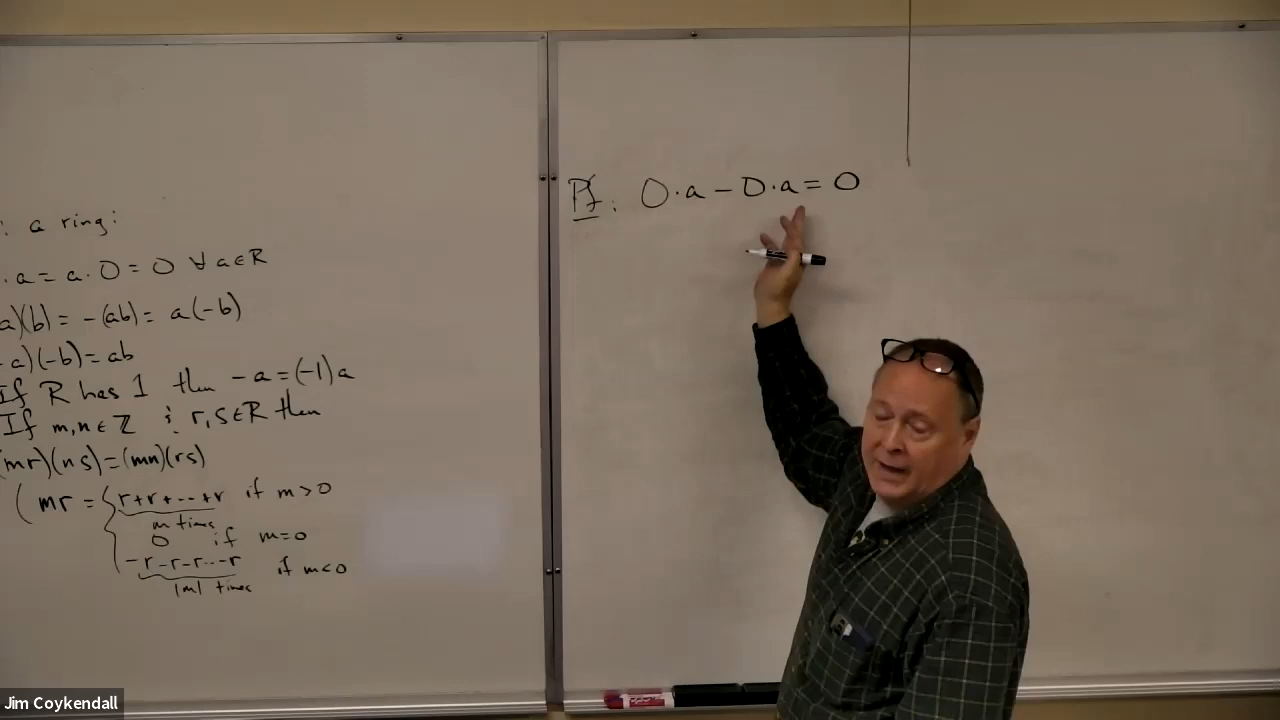 : a ring:
. a = a · 0 = 0 ∀ a ∈ R
a)(b) = -(ab) = a(-b)
-a)(-b) = ab
If R has 1 then -a = (-1)a
If m,n ∈ ℤ ; r,s ∈ R then
(mr)(ns) = (mn)(rs)
( mr = { r+r+...+r if m > 0
m times
0 if m = 0
-r-r-r...-r if m < 0
|m| times
Pf: 0·a - 0·a = 0
Jim Coykendall